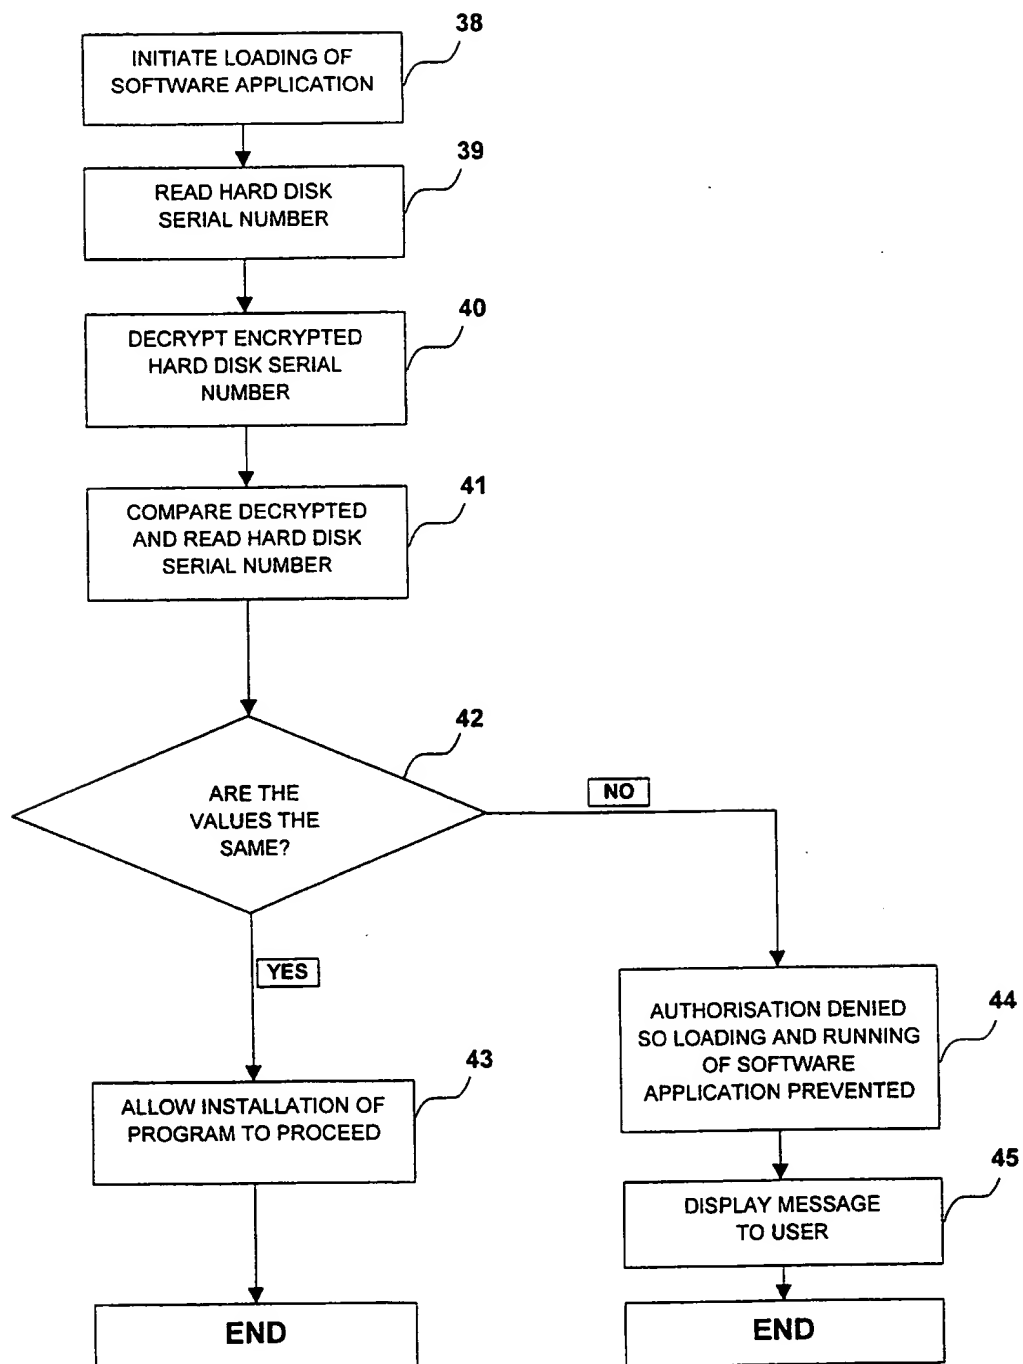 38
INITIATE LOADING OF
SOFTWARE APPLICATION
39
READ HARD DISK
SERIAL NUMBER
40
DECRYPT ENCRYPTED
HARD DISK SERIAL
NUMBER
41
COMPARE DECRYPTED
AND READ HARD DISK
SERIAL NUMBER
42
ARE THE
VALUES THE
SAME?
NO
YES
43
ALLOW INSTALLATION OF
PROGRAM TO PROCEED
44
AUTHORISATION DENIED
SO LOADING AND RUNNING
OF SOFTWARE
APPLICATION PREVENTED
45
DISPLAY MESSAGE
TO USER
END
END